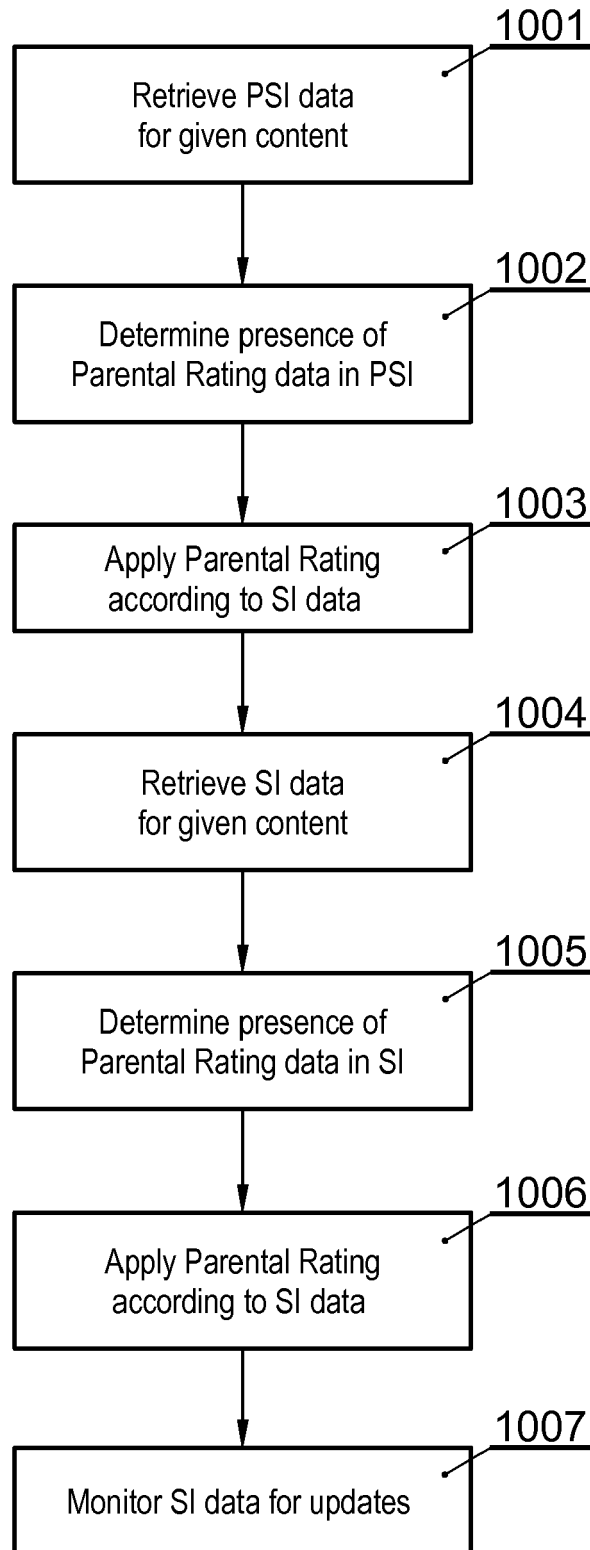 1001
Retrieve PSI data
for given content
1002
Determine presence of
Parental Rating data in PSI
1003
Apply Parental Rating
according to SI data
1004
Retrieve SI data
for given content
1005
Determine presence of
Parental Rating data in SI
1006
Apply Parental Rating
according to SI data
1007
Monitor SI data for updates